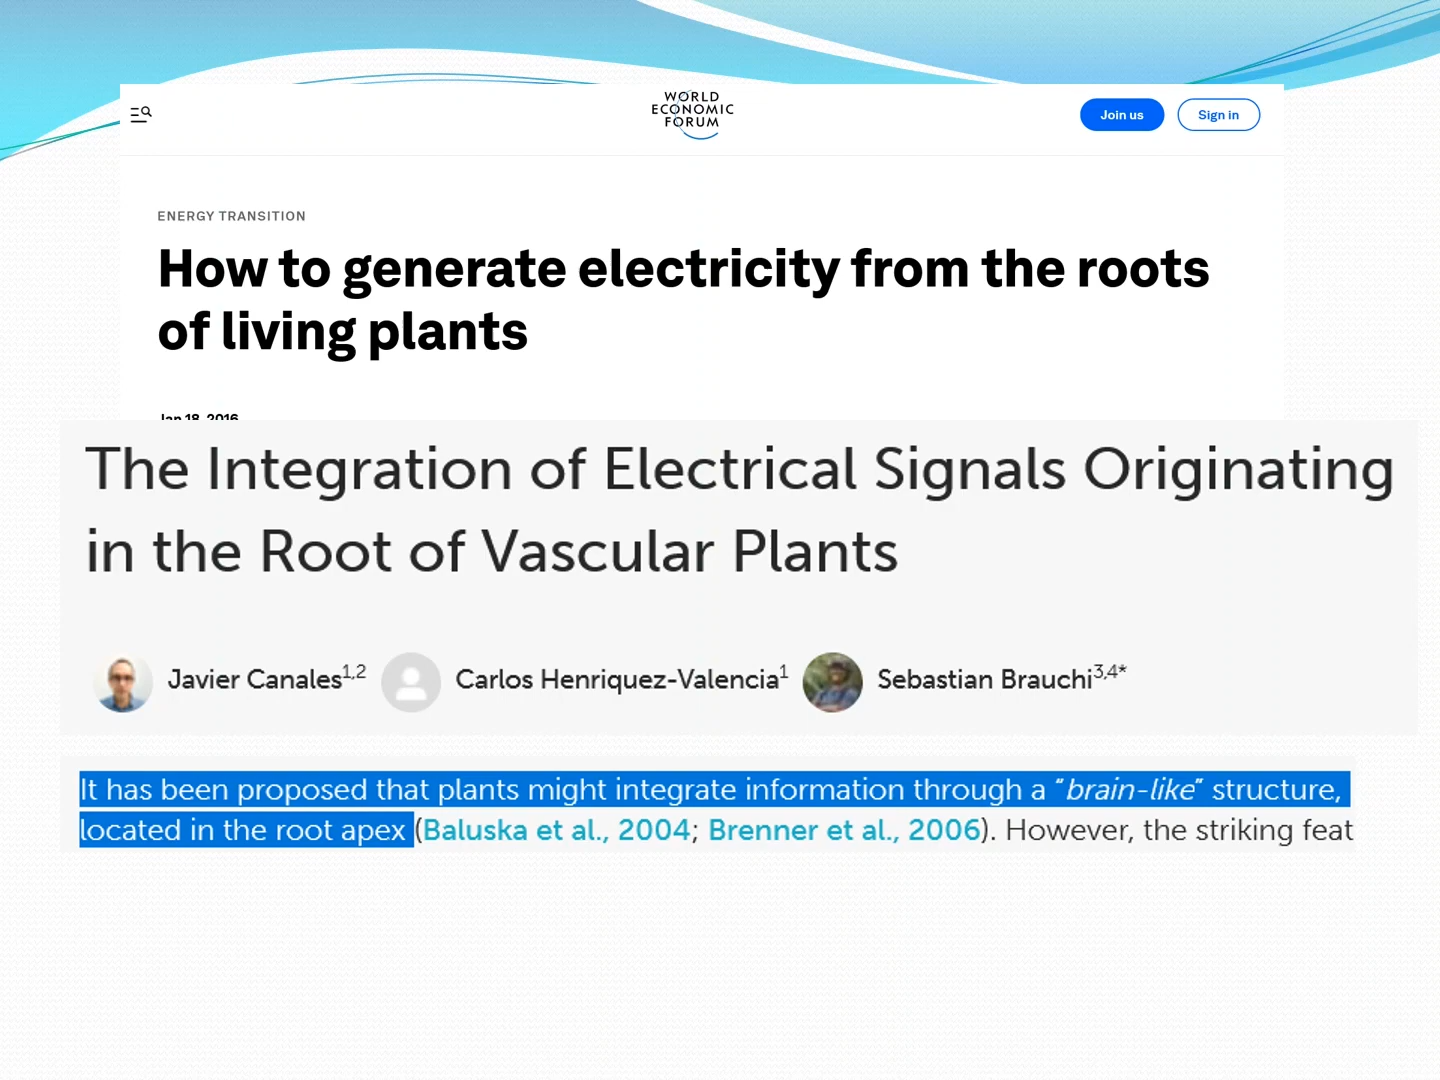 WORLD
ECONOMIC
FORUM
Join us
Sign in
ENERGY TRANSITION
How to generate electricity from the roots
of living plants
Jan 18, 2016
The Integration of Electrical Signals Originating
in the Root of Vascular Plants
Javier Canales1,2 Carlos Henriquez-Valencia1 Sebastian Brauchi3,4*
It has been proposed that plants might integrate information through a “brain-like” structure,
located in the root apex (Baluska et al., 2004; Brenner et al., 2006). However, the striking feat